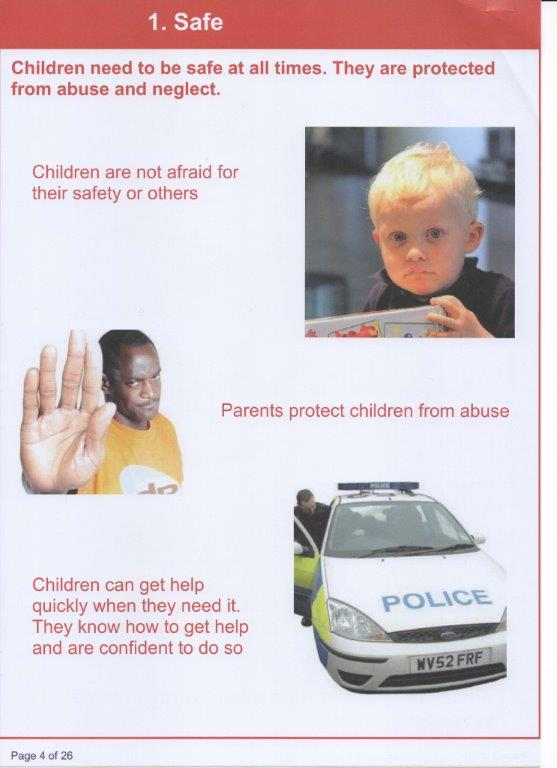 1. Safe
Children need to be safe at all times. They are protected
from abuse and neglect.
Children are not afraid for
their safety or others
Parents protect children from abuse
POLICE
Children can get help
quickly when they need it.
They know how to get help
and are confident to do so
POLICE
WV52 FRF
Page 4 of 26